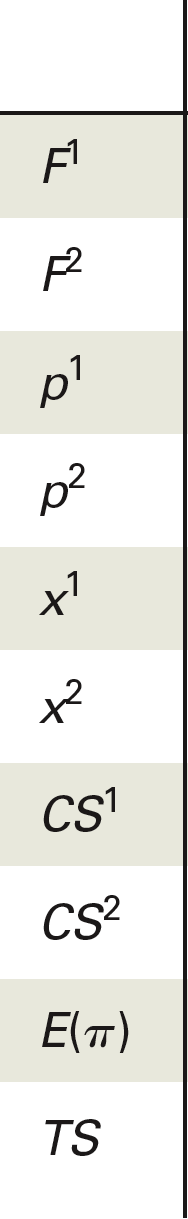 F¹
F²
p¹
p²
x¹
x²
CS¹
CS²
E(π)
TS